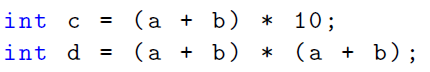 int c = (a + b) * 10;
int d = (a + b) * (a + b);